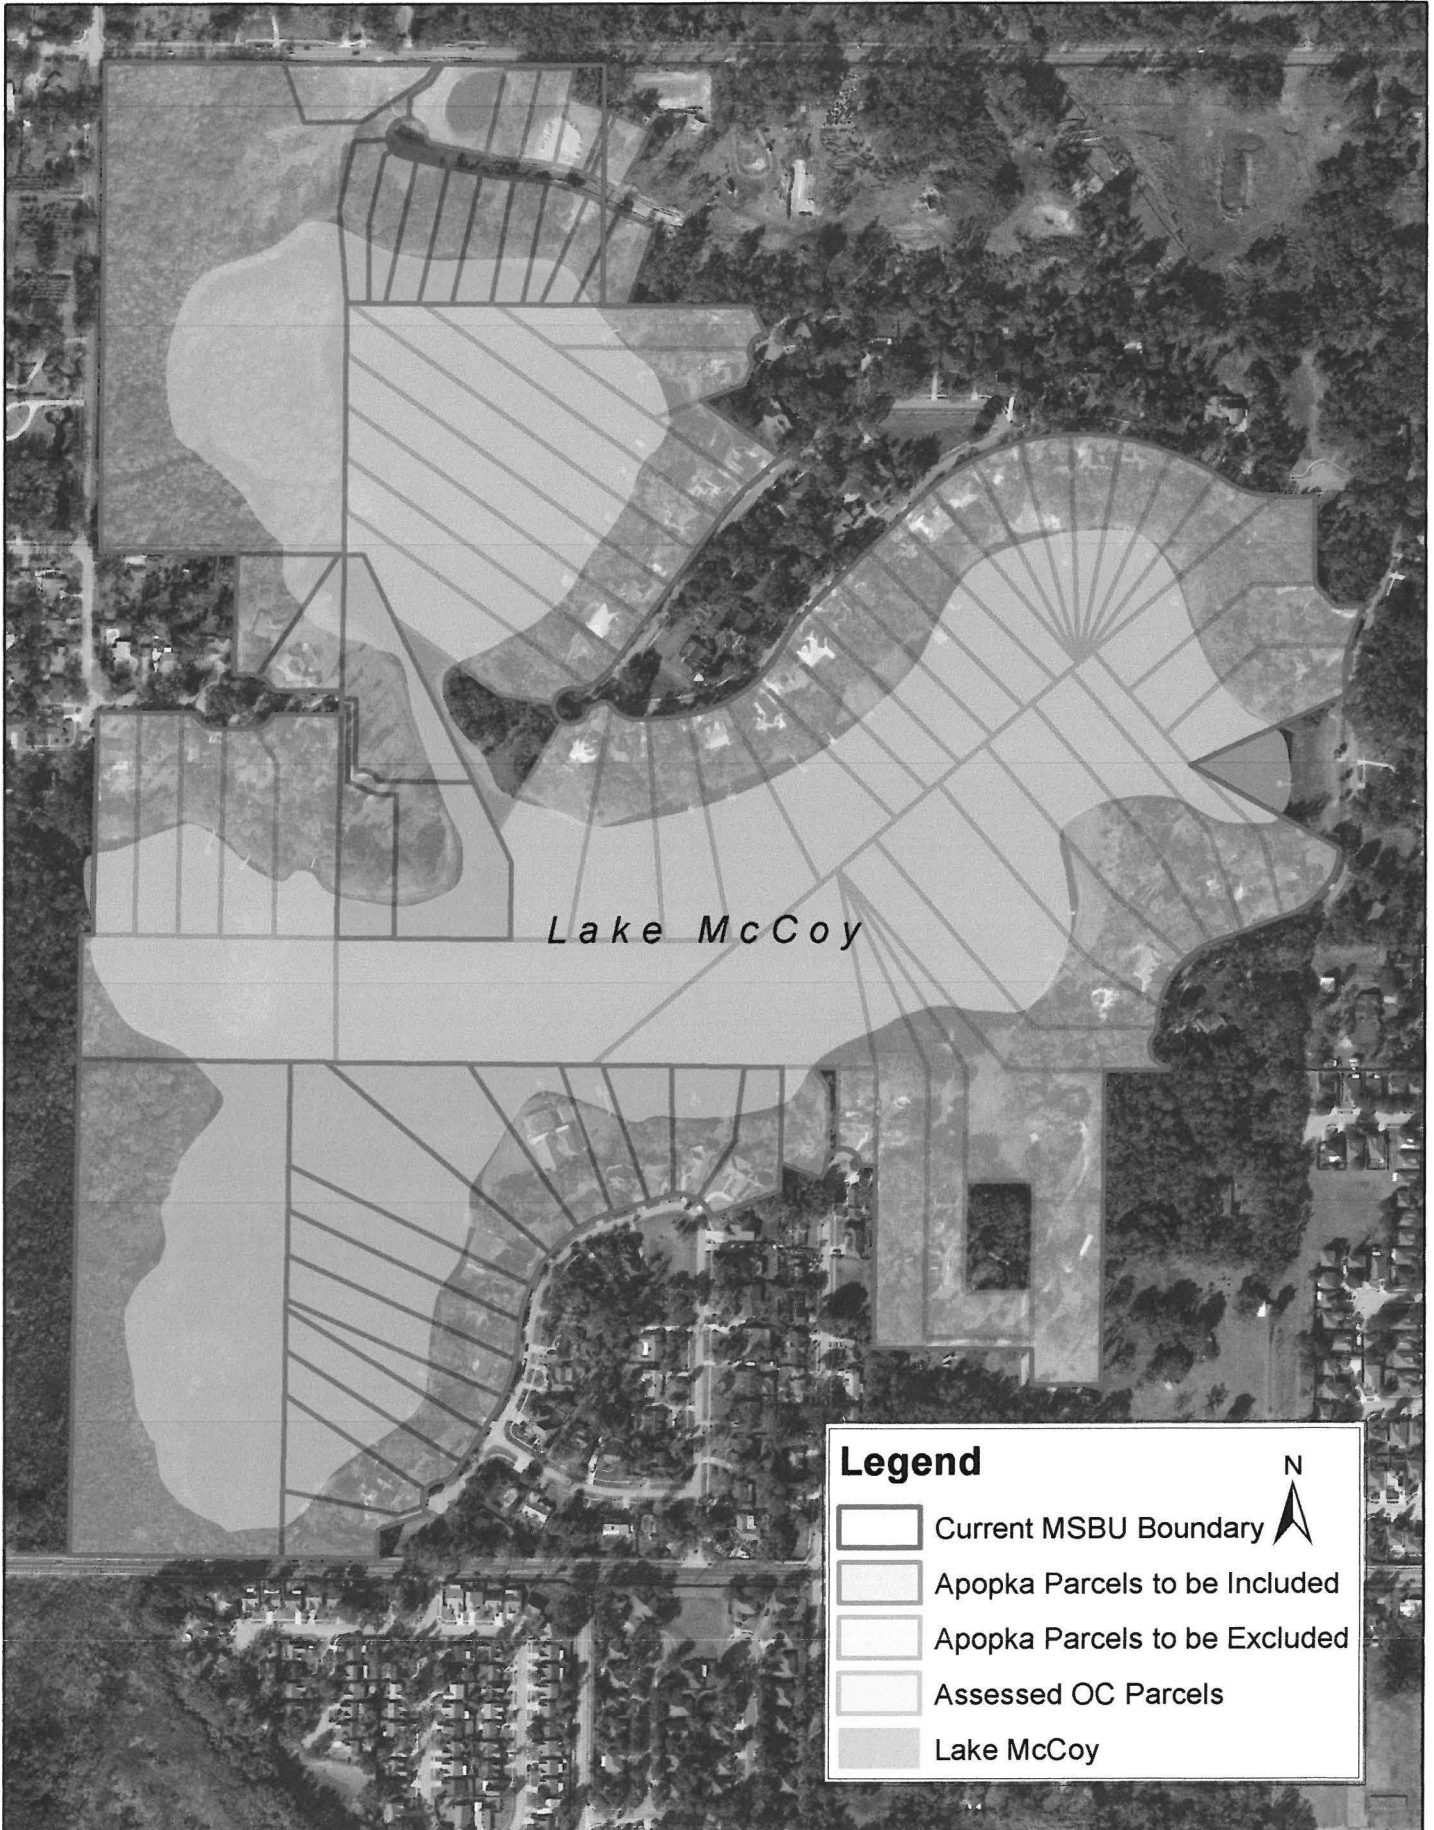 Lake McCoy
Legend
N
Current MSBU Boundary
Apopka Parcels to be Included
Apopka Parcels to be Excluded
Assessed OC Parcels
Lake McCoy